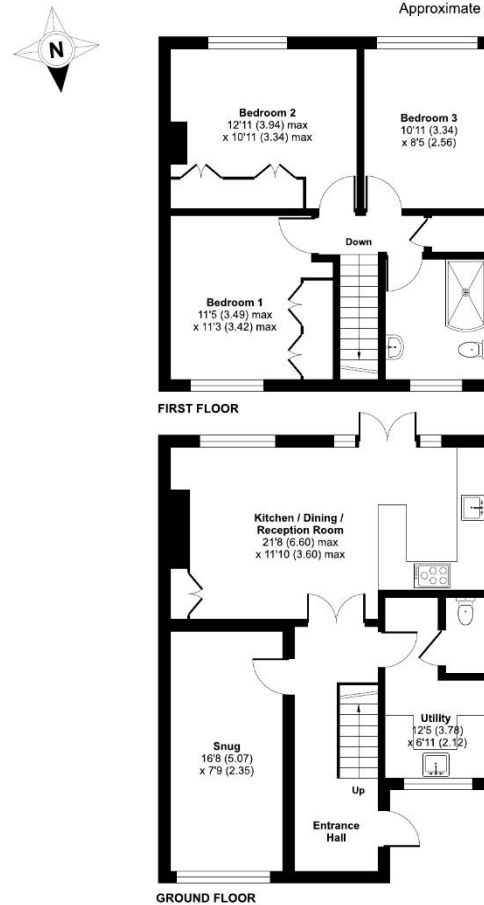 Approximate
N
Bedroom 2
12'11 (3.94) max
x 10'11 (3.34) max
Bedroom 3
10'11 (3.34)
x 8'5 (2.56)
Down
Bedroom 1
11'5 (3.49) max
x 11'3 (3.42) max
FIRST FLOOR
Kitchen / Dining /
Reception Room
21'8 (6.60) max
x 11'10 (3.60) max
Snug
16'8 (5.07)
x 7'9 (2.35)
Utility
12'5 (3.78)
x 6'11 (2.12)
Up
Entrance
Hall
GROUND FLOOR